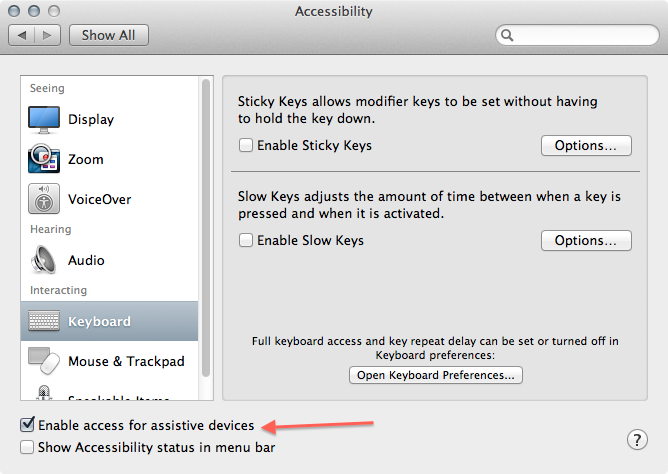 Accessibility
Show All
Seeing
Display
Zoom
VoiceOver
Hearing
Audio
Interacting
Keyboard
Mouse & Trackpad
Speakable Items
Sticky Keys allows modifier keys to be set without having
to hold the key down.
Enable Sticky Keys
Options...
Slow Keys adjusts the amount of time between when a key is
pressed and when it is activated.
Enable Slow Keys
Options...
Full keyboard access and key repeat delay can be set or turned off in
Keyboard preferences:
Open Keyboard Preferences...
Enable access for assistive devices
Show Accessibility status in menu bar
?